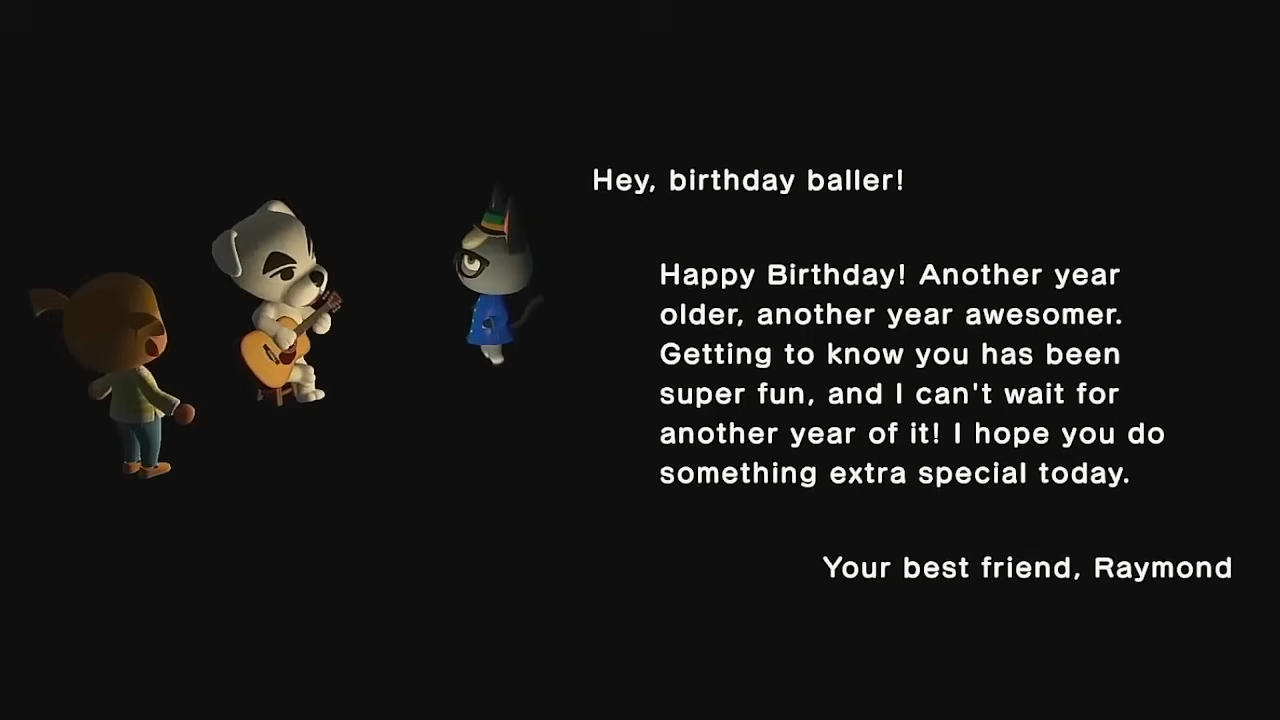 Hey, birthday baller!
Happy Birthday! Another year
older, another year awesomer.
Getting to know you has been
super fun, and I can't wait for
another year of it! I hope you do
something extra special today.
Your best friend, Raymond